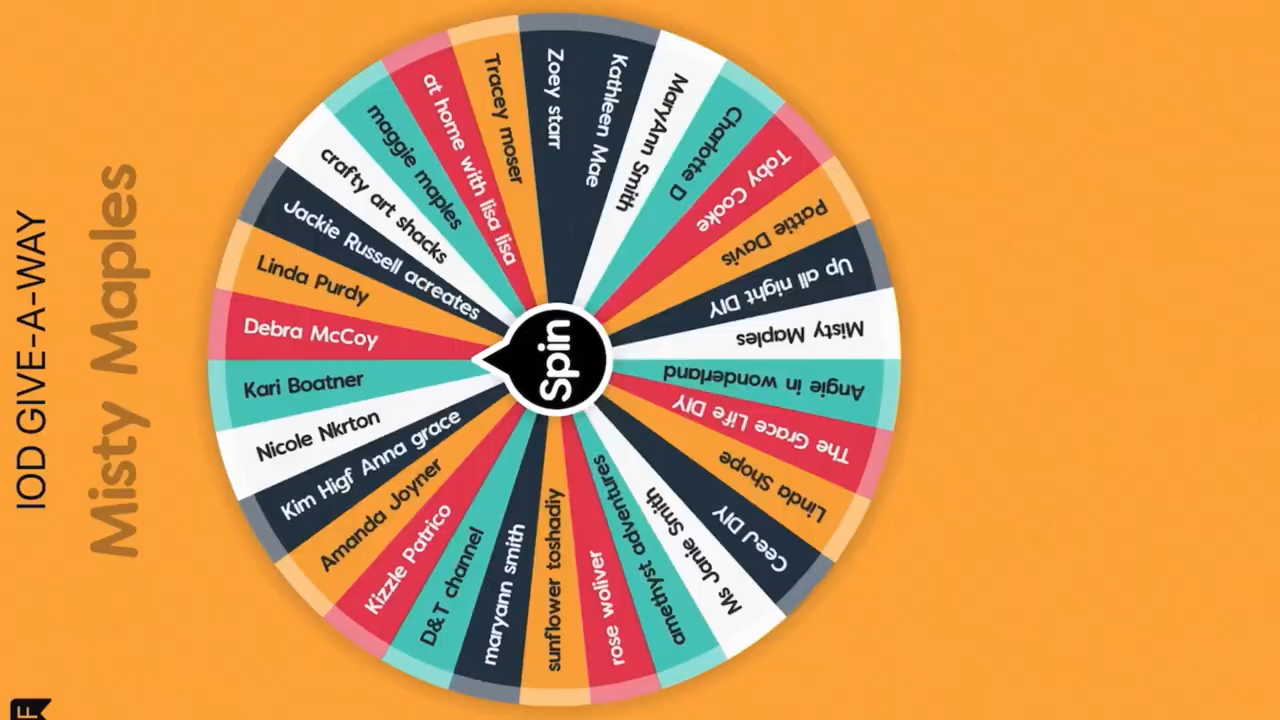 IOD GIVE-A-WAY
Misty Maples
Zoey starr
Kathleen Mae
MaryAnn Smith
Charlotte D
Toby Cooke
Pattie Davis
Up all night DIY
Misty Maples
Angie in wonderland
The Grace Life DIY
Linda Shope
CeeJ DIY
Ms Janie Smith
amethyst adventures
rose woliver
sunflower toshadiy
maryann smith
D&T channel
Kizzle Patrico
Amanda Joyner
Kim Higf Anna grace
Nicole Nkrton
Kari Boatner
Debra McCoy
Linda Purdy
Jackie Russell acreates
crafty art shacks
maggie maples
at home with lisa lisa
Tracey moser
Spin
F